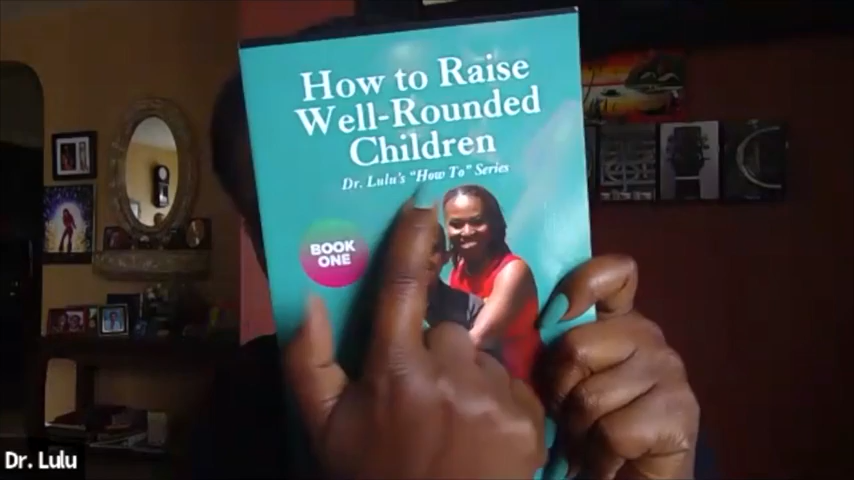 How to Raise
Well-Rounded
Children
Dr. Lulu's "How To" Series
BOOK
ONE
Dr. Lulu